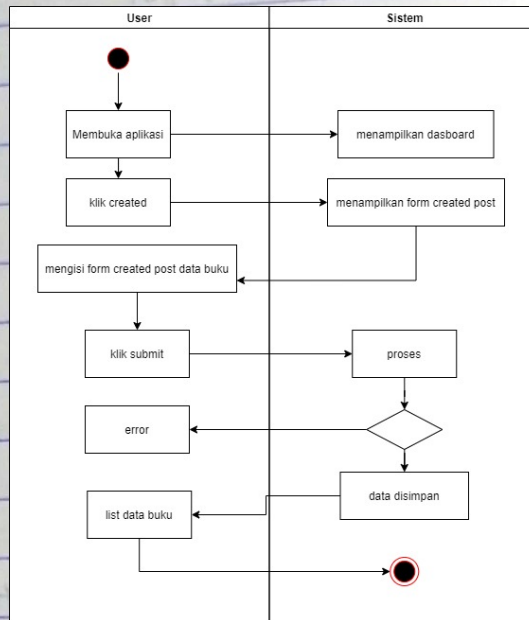 User
Sistem
Membuka aplikasi
menampilkan dasboard
klik created
menampilkan form created post
mengisi form created post data buku
klik submit
proses
error
data disimpan
list data buku